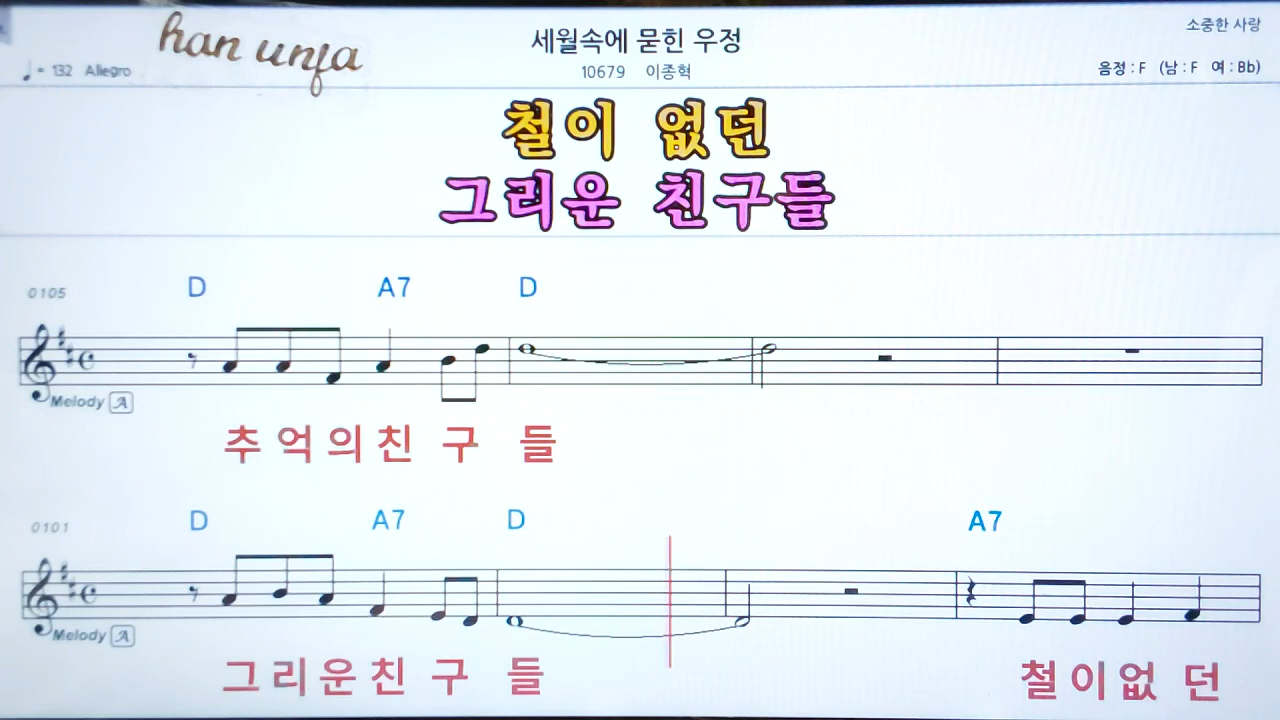 han unja
세월속에 묻힌 우정
소중한 사랑
♩= 132 Allegro
10679 이종혁
음정 : F (남 : F 여 : Bb)
철이 없던
그리운 친구들
0105
D A7 D
Melody A
추억의친 구 들
0101
D A7 D A7
Melody A
그리운친 구 들 철이없 던